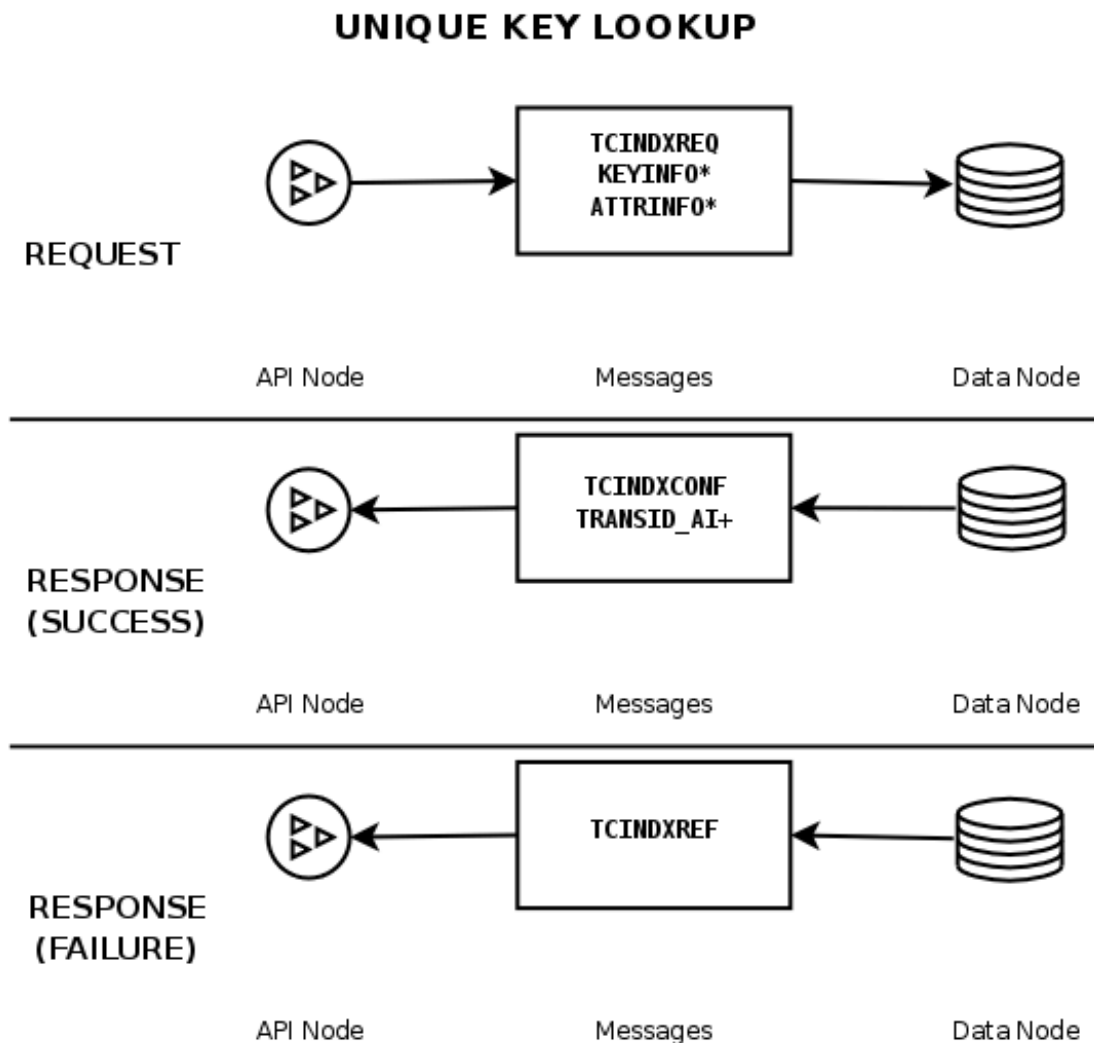 UNIQUE KEY LOOKUP
TCINDXREQ
KEYINFO*
ATTRINFO*
REQUEST
API Node
Messages
Data Node
TCINDXCONF
TRANSID_AI+
RESPONSE
(SUCCESS)
API Node
Messages
Data Node
TCINDXREF
RESPONSE
(FAILURE)
API Node
Messages
Data Node